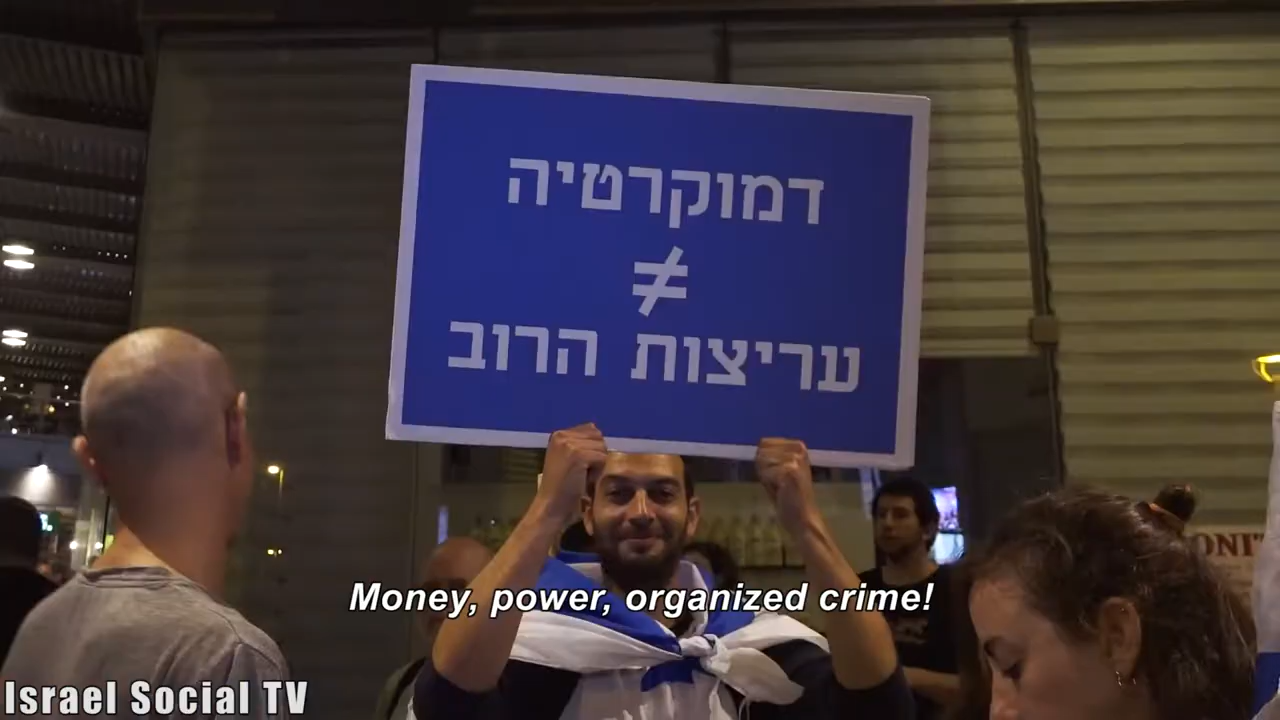 דמוקרטיה
≠
עריצות הרוב
Money, power, organized crime!
Israel Social TV